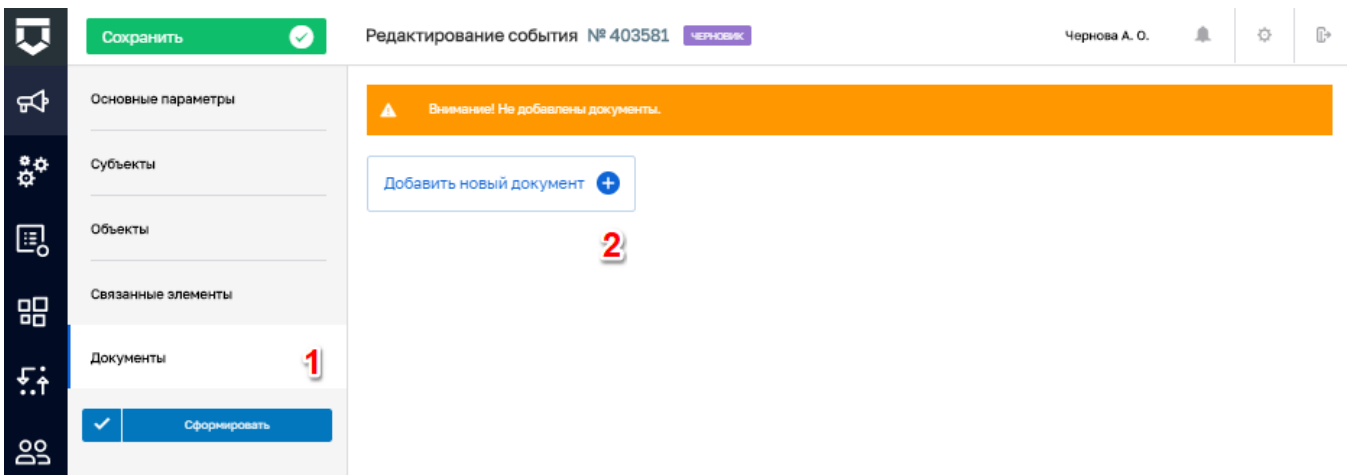 Сохранить
Редактирование события № 403581 ЧЕРНОВИК
Чернова А. О.
Основные параметры
Внимание! Не добавлены документы.
Субъекты
Добавить новый документ
Объекты
2
Связанные элементы
Документы
1
Сформировать